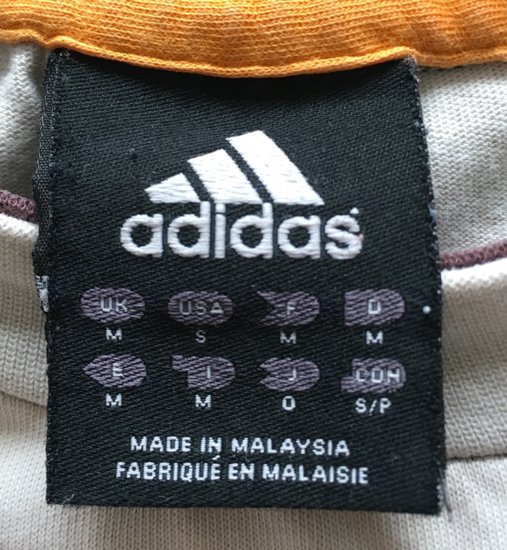 adidas
UK USA F D
M S M M
E I J CDN
M M O S/P
MADE IN MALAYSIA
FABRIQUÉ EN MALAISIE